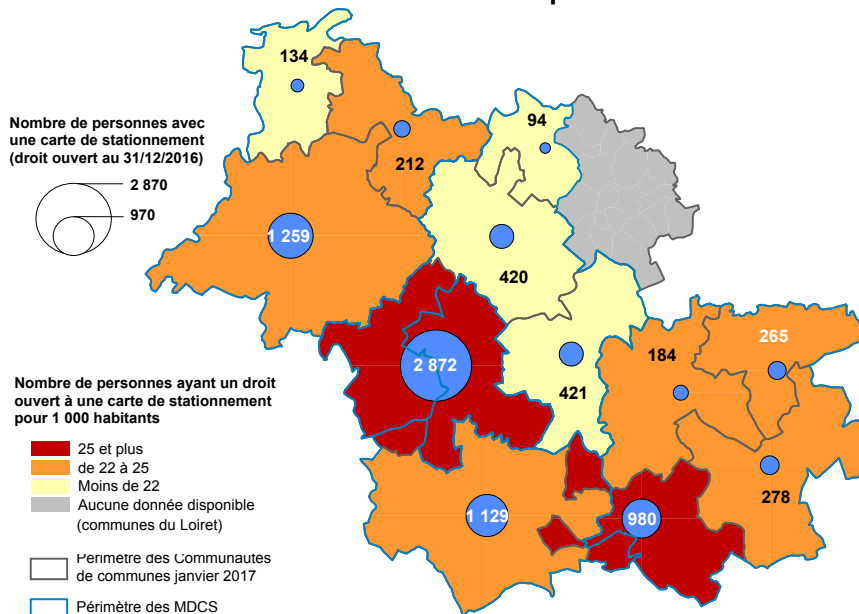 134
Nombre de personnes avec
une carte de stationnement
(droit ouvert au 31/12/2016)
2 870
970
94
212
1 259
420
265
184
2 872
421
Nombre de personnes ayant un droit
ouvert à une carte de stationnement
pour 1 000 habitants
25 et plus
de 22 à 25
Moins de 22
Aucune donnée disponible
(communes du Loiret)
278
1 129
980
Périmètre des Communautés
de communes janvier 2017
Périmètre des MDCS